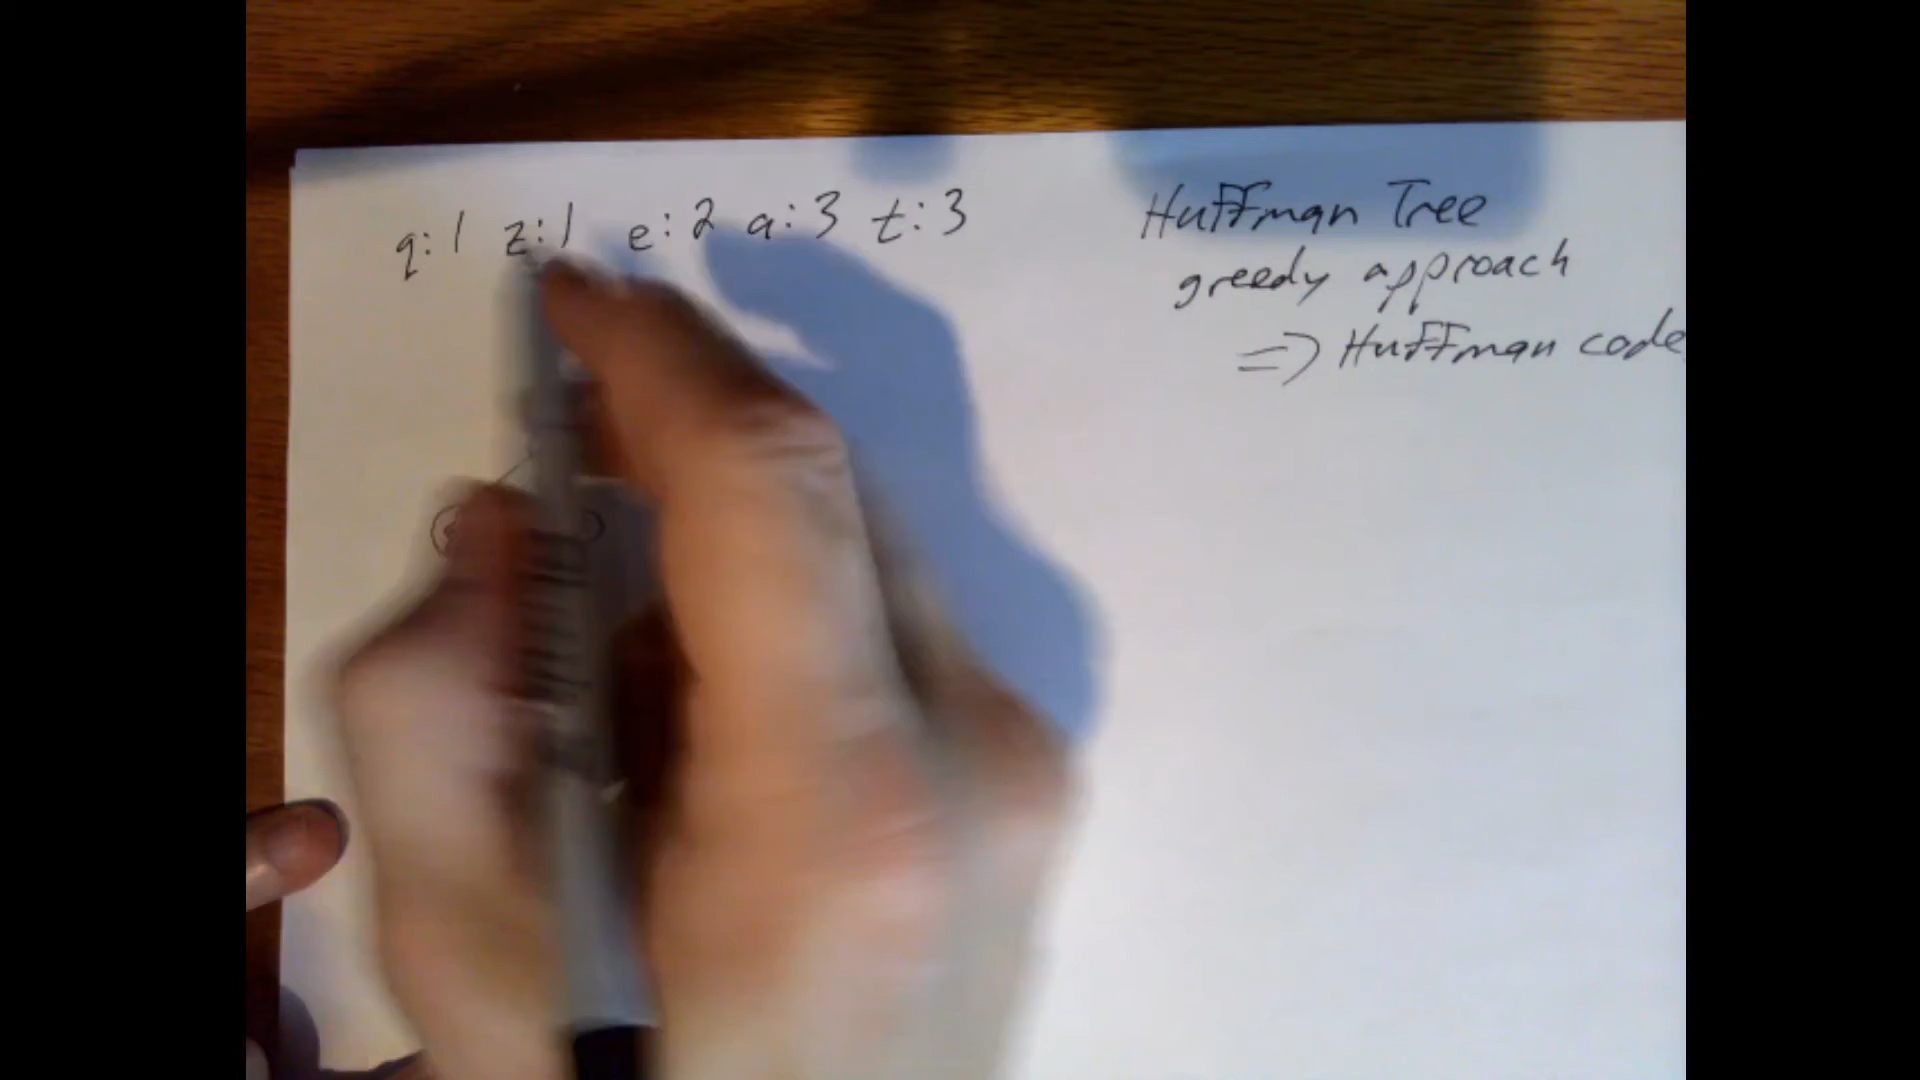 q:1 z:1 e:2 a:3 t:3
Huffman Tree
greedy approach
=> Huffman code